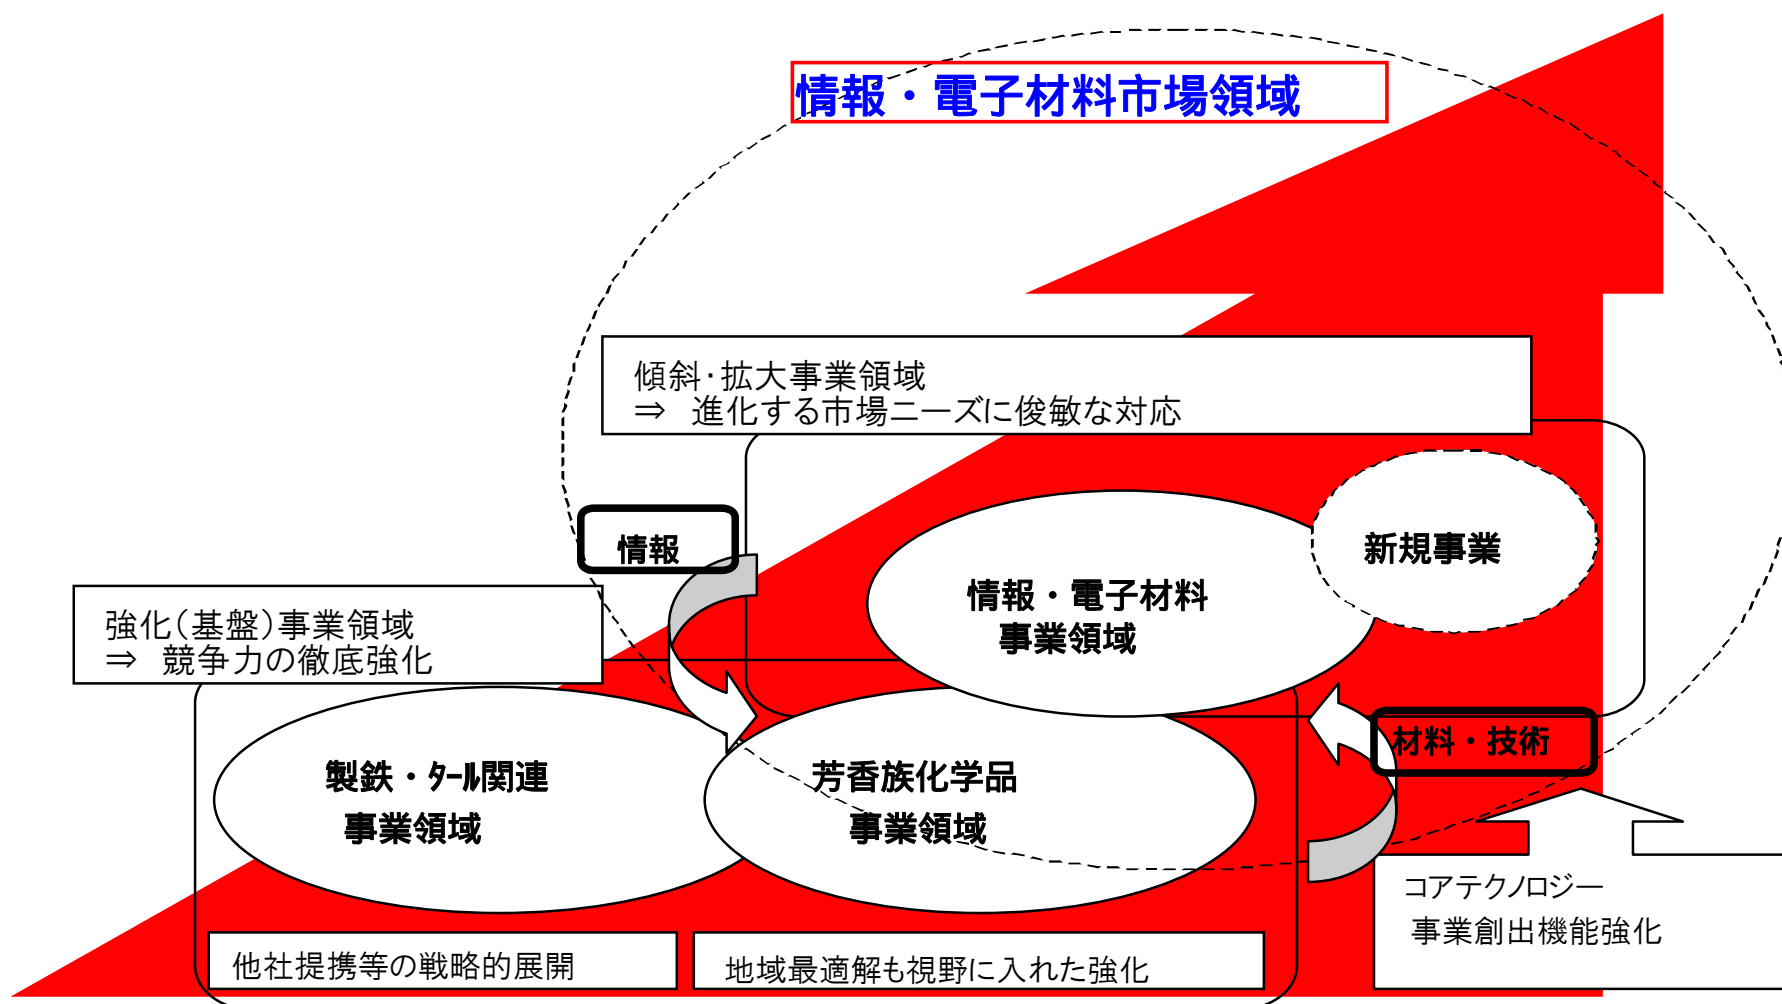 情報・電子材料市場領域
傾斜・拡大事業領域
⇒　進化する市場ニーズに俊敏な対応
情報
新規事業
情報・電子材料
事業領域
強化（基盤）事業領域
⇒　競争力の徹底強化
材料・技術
製鉄・ﾀｰﾙ関連
事業領域
芳香族化学品
事業領域
コアテクノロジー
事業創出機能強化
他社提携等の戦略的展開
地域最適解も視野に入れた強化